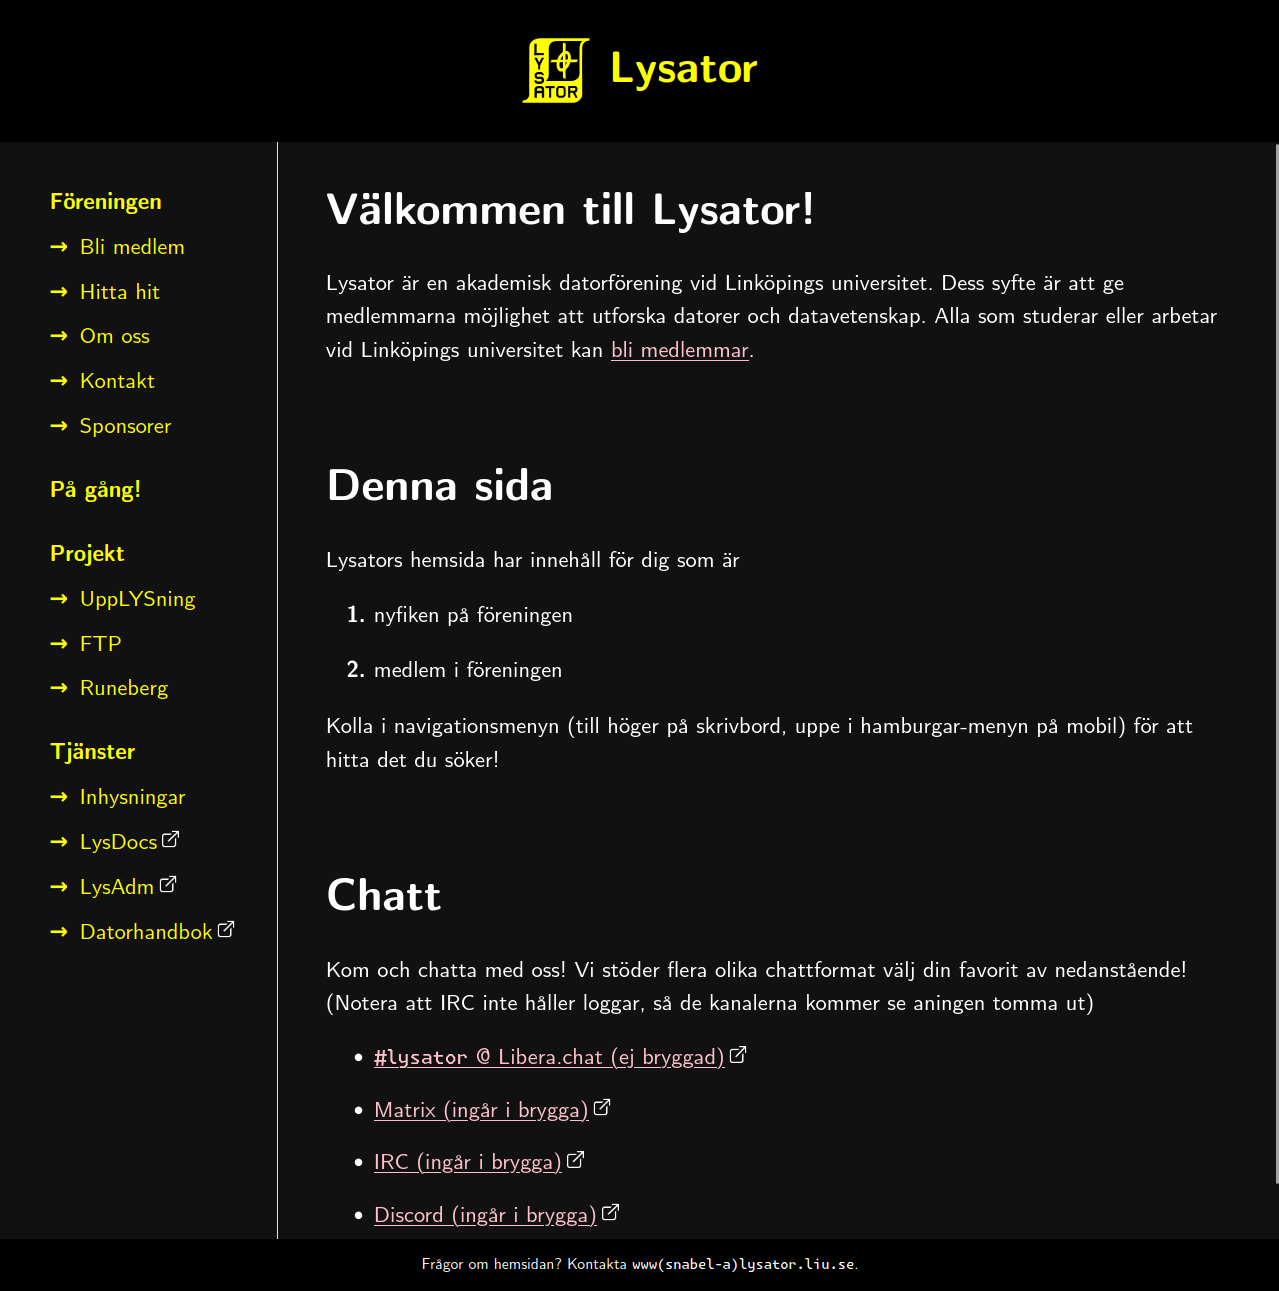 LYSATOR
Lysator
Föreningen
→ Bli medlem
→ Hitta hit
→ Om oss
→ Kontakt
→ Sponsorer
På gång!
Projekt
→ UppLYSning
→ FTP
→ Runeberg
Tjänster
→ Inhysningar
→ LysDocs
→ LysAdm
→ Datorhandbok
Välkommen till Lysator!
Lysator är en akademisk datorförening vid Linköpings universitet. Dess syfte är att ge
medlemmarna möjlighet att utforska datorer och datavetenskap. Alla som studerar eller arbetar
vid Linköpings universitet kan bli medlemmar.
Denna sida
Lysators hemsida har innehåll för dig som är
1. nyfiken på föreningen
2. medlem i föreningen
Kolla i navigationsmenyn (till höger på skrivbord, uppe i hamburgar-menyn på mobil) för att
hitta det du söker!
Chatt
Kom och chatta med oss! Vi stöder flera olika chattformat välj din favorit av nedanstående!
(Notera att IRC inte håller loggar, så de kanalerna kommer se aningen tomma ut)
• #lysator @ Libera.chat (ej bryggad)
• Matrix (ingår i brygga)
• IRC (ingår i brygga)
• Discord (ingår i brygga)
Frågor om hemsidan? Kontakta www(snabel-a)lysator.liu.se.